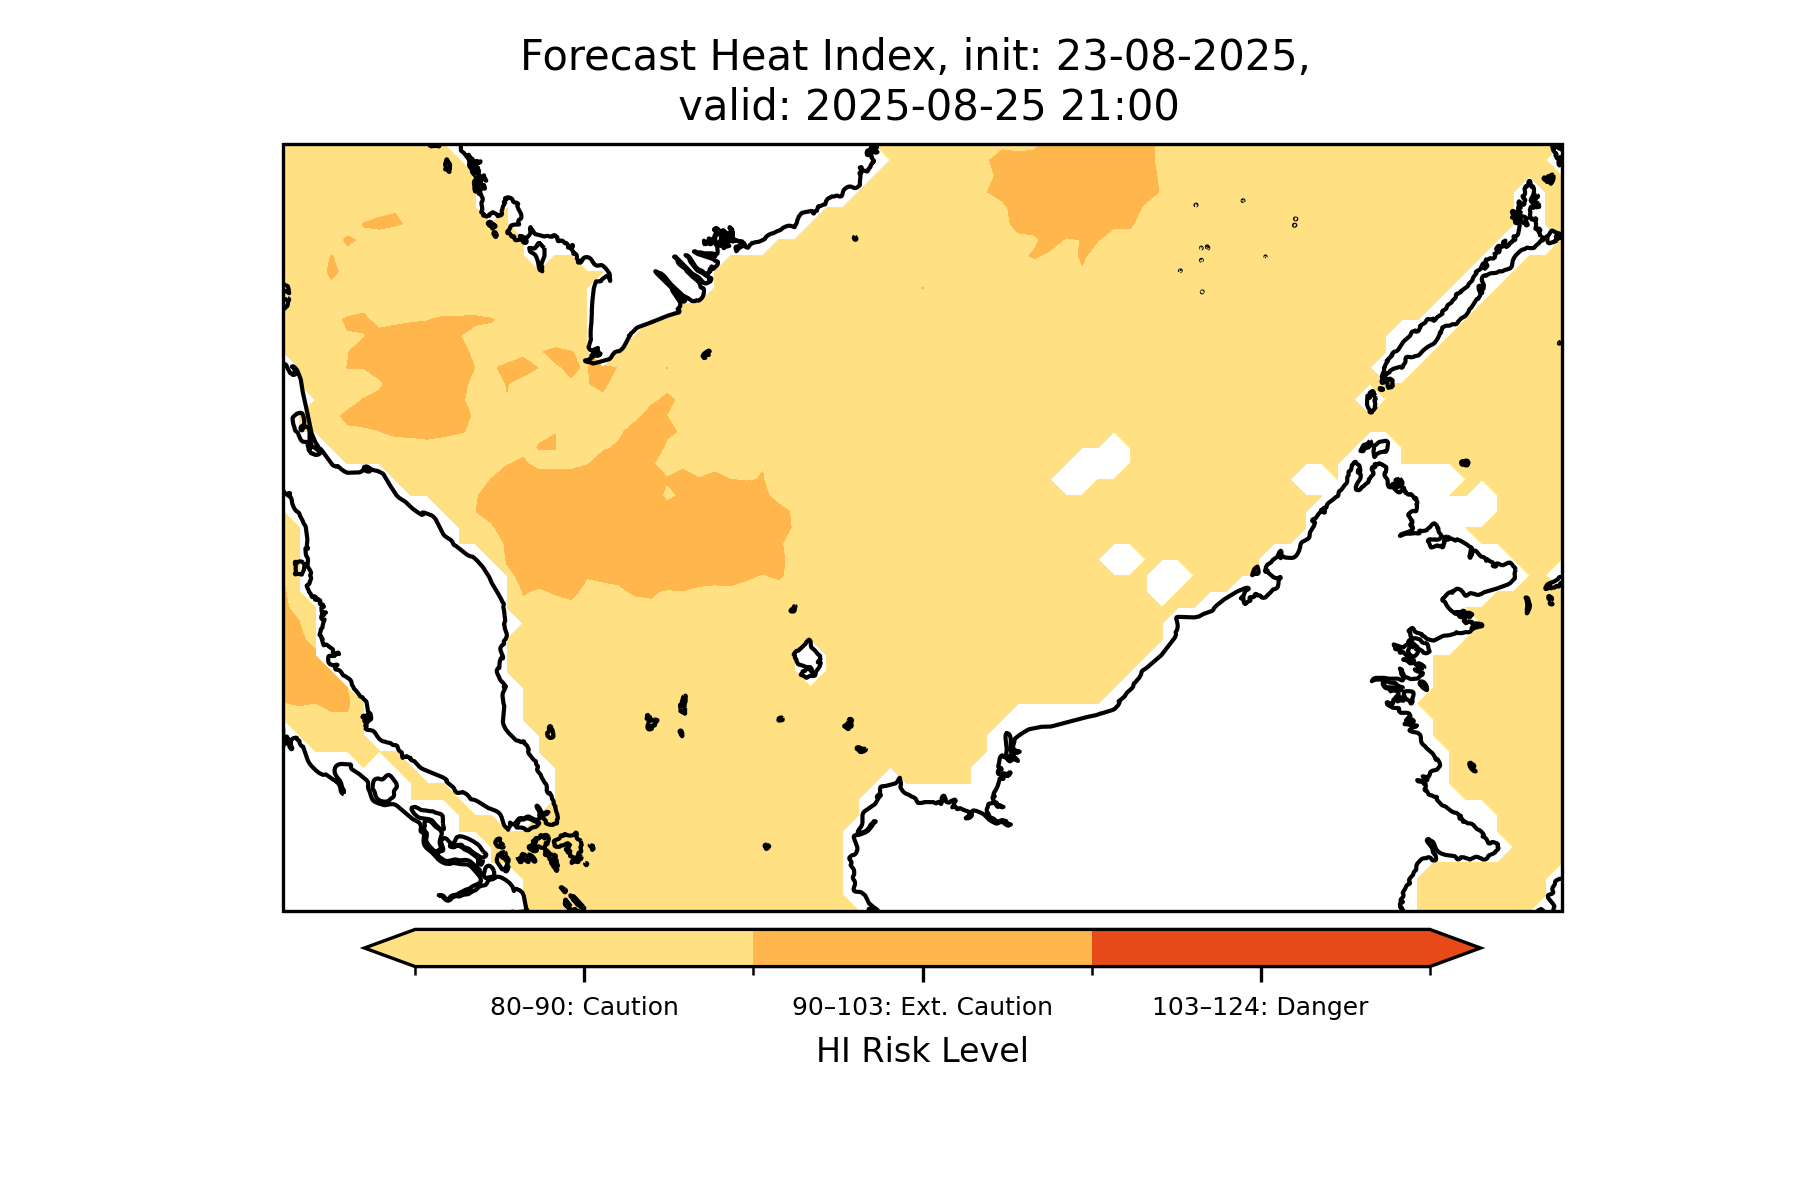 Forecast Heat Index, init: 23-08-2025,
valid: 2025-08-25 21:00
80–90: Caution
90–103: Ext. Caution
103–124: Danger
HI Risk Level